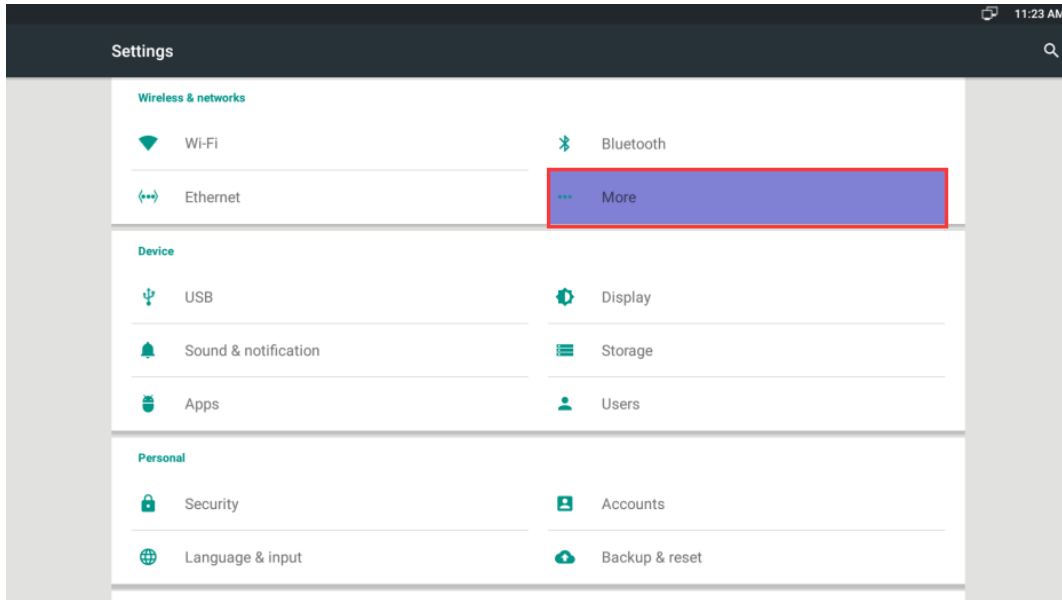 11:23 AM
Settings
Wireless & networks
Wi-Fi
Bluetooth
Ethernet
More
Device
USB
Display
Sound & notification
Storage
Apps
Users
Personal
Security
Accounts
Language & input
Backup & reset